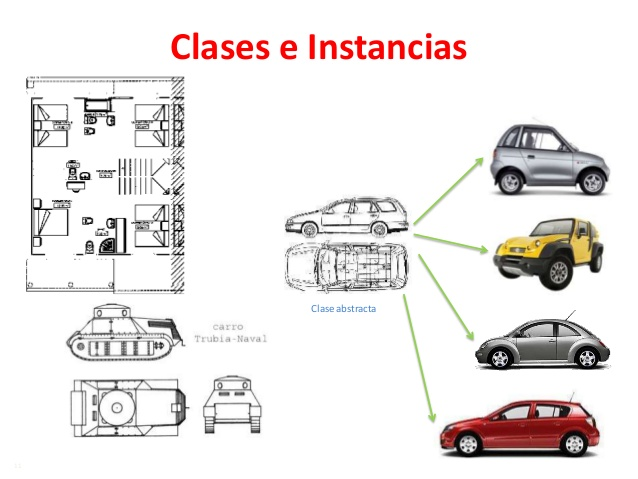 Clases e Instancias
Clase abstracta
carro
Trubia-Naval